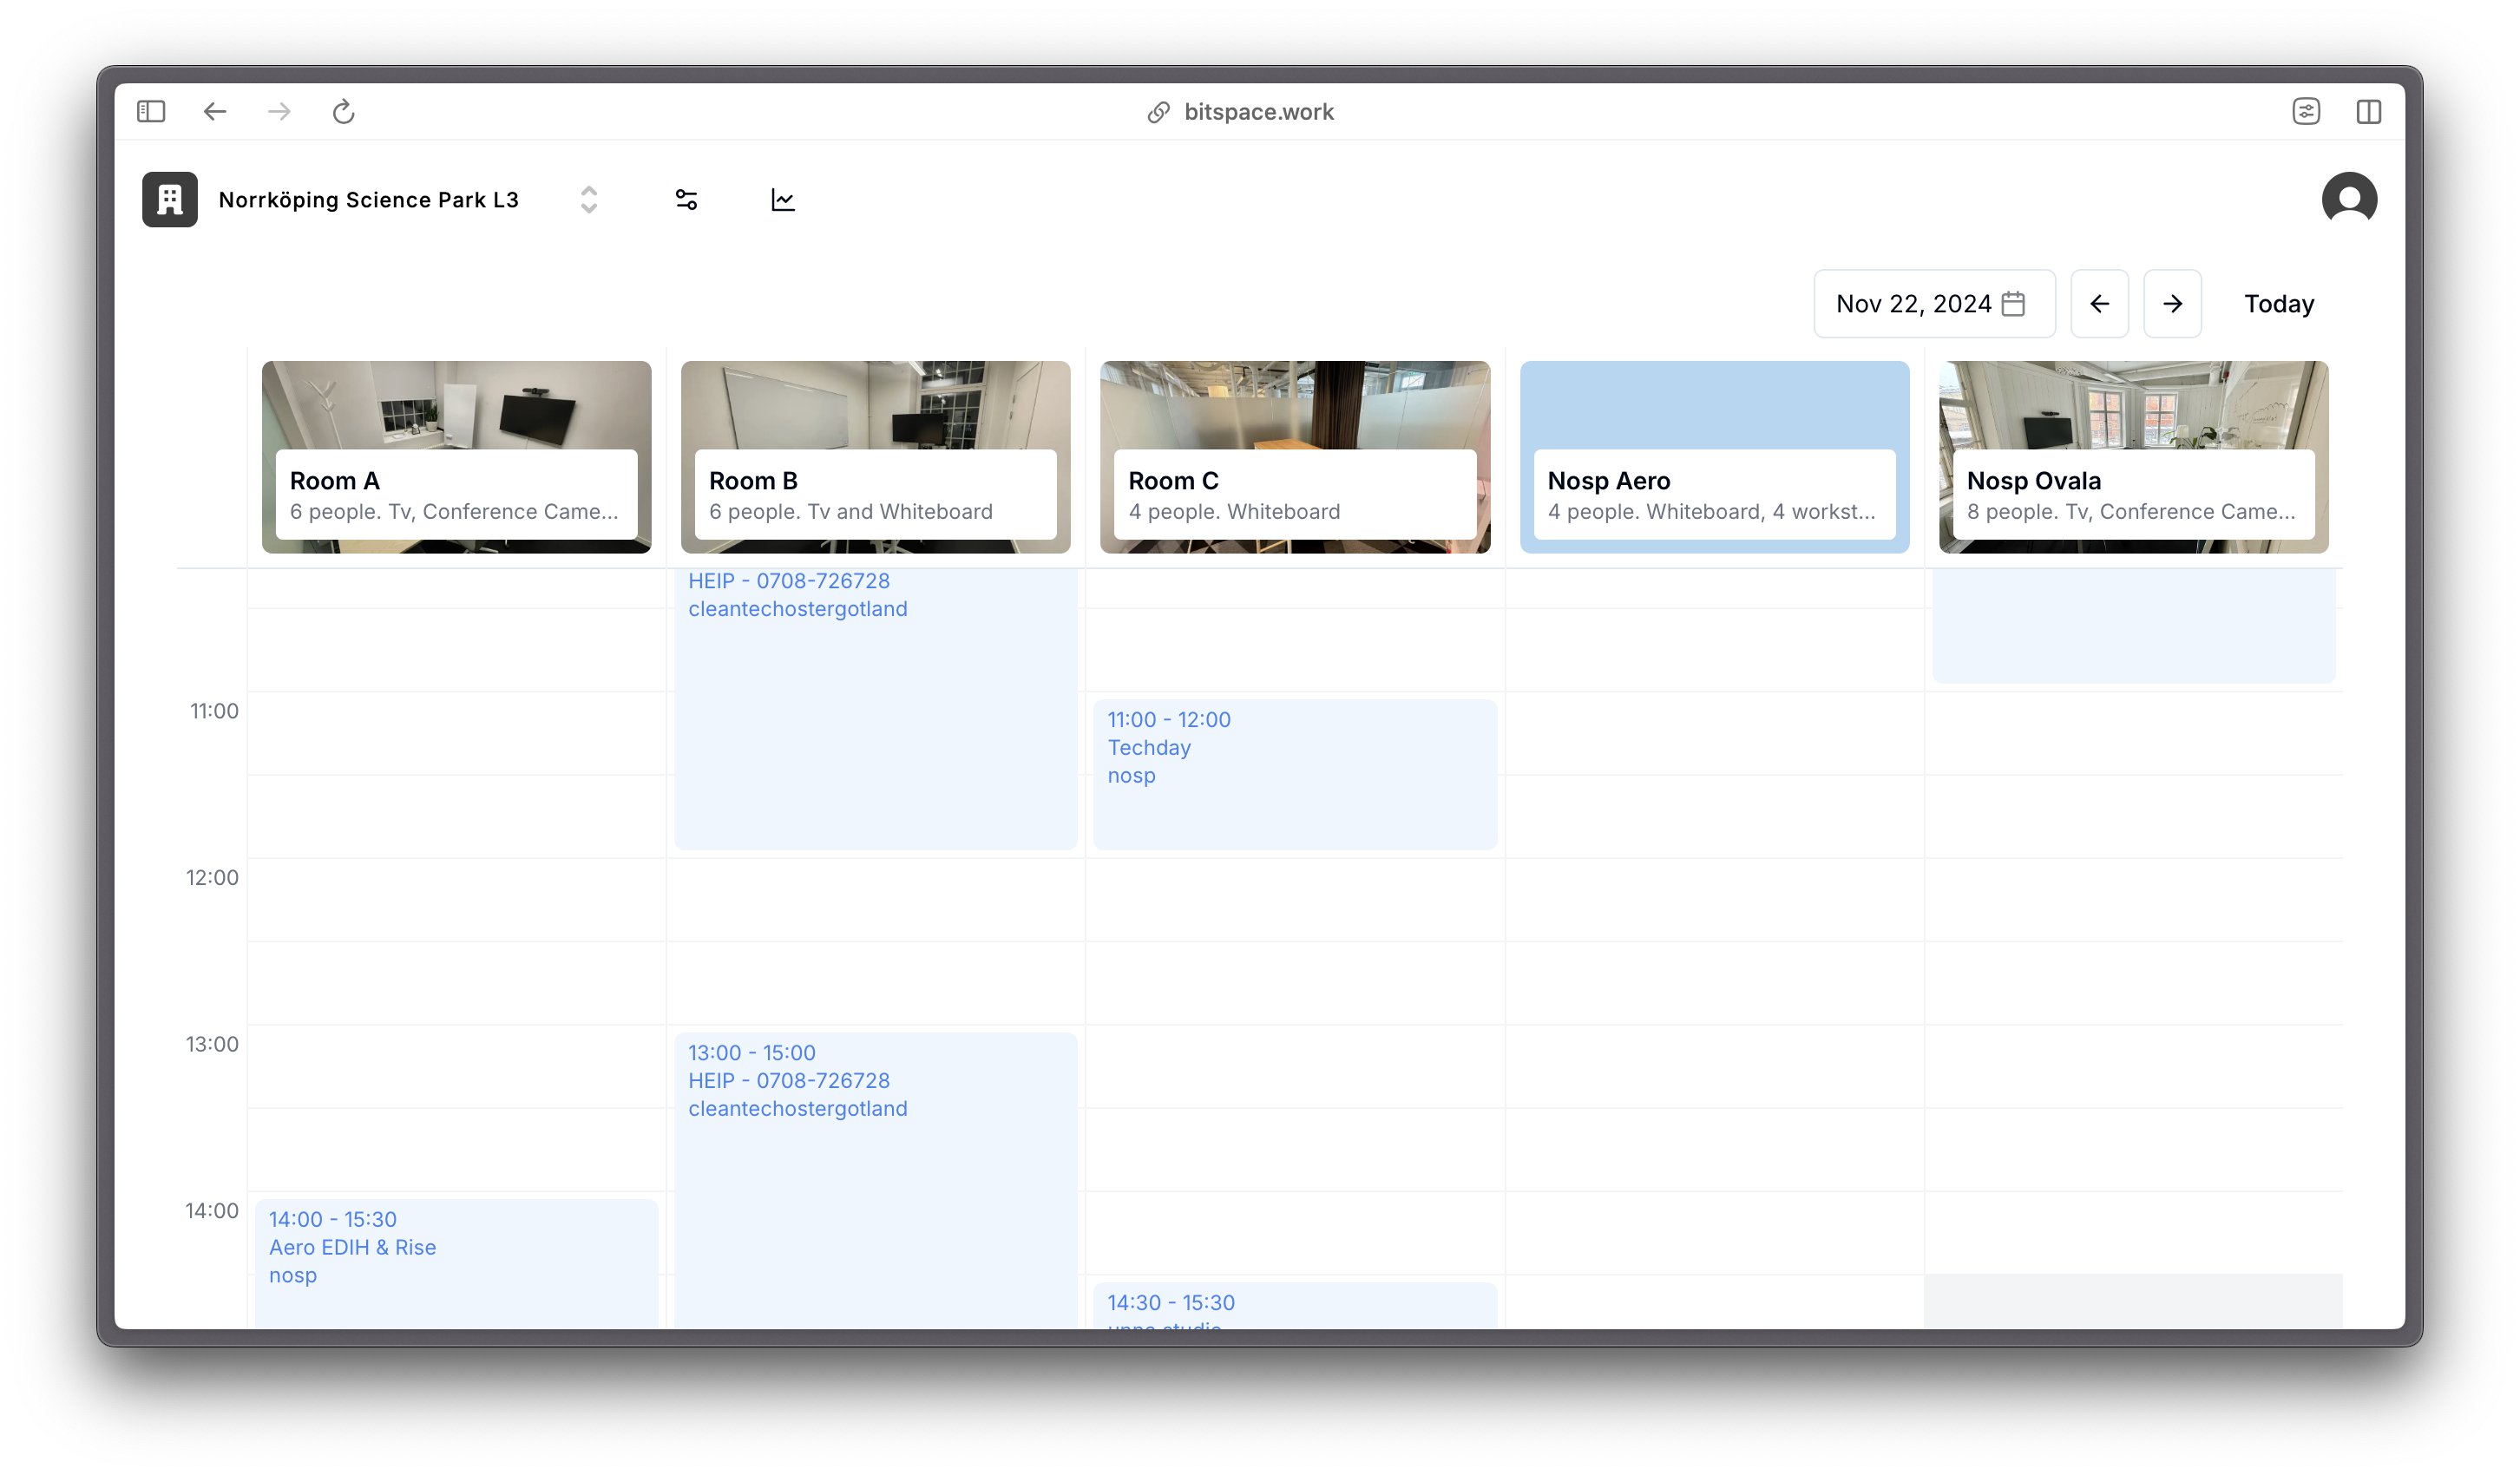 bitspace.work
Norrköping Science Park L3
Nov 22, 2024
Today
Room A
6 people. Tv, Conference Came...
Room B
6 people. Tv and Whiteboard
Room C
4 people. Whiteboard
Nosp Aero
4 people. Whiteboard, 4 workst...
Nosp Ovala
8 people. Tv, Conference Came...
HEIP - 0708-726728
cleantechostergotland
11:00
11:00 - 12:00
Techday
nosp
12:00
13:00
13:00 - 15:00
HEIP - 0708-726728
cleantechostergotland
14:00
14:00 - 15:30
Aero EDIH & Rise
nosp
14:30 - 15:30